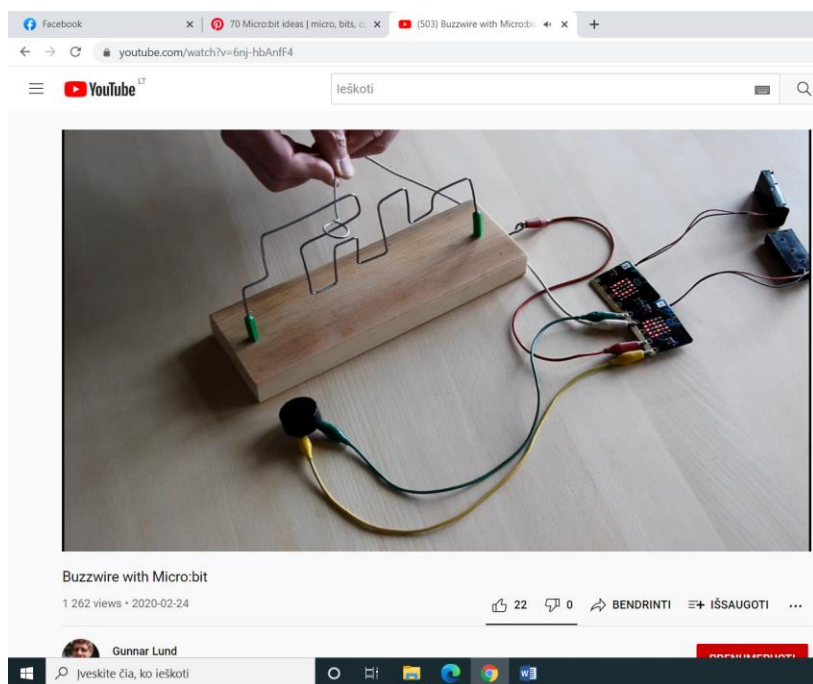 Facebook
70 Micro:bit ideas | micro, bits, c
(503) Buzzwire with Micro:bit
youtube.com/watch?v=6nj-hbAnfF4
YouTube LT
Ieškoti
Buzzwire with Micro:bit
1 262 views • 2020-02-24
22
0
BENDRINTI
IŠSAUGOTI
Gunnar Lund
PRENUMERUOTI
Įveskite čia, ko ieškoti